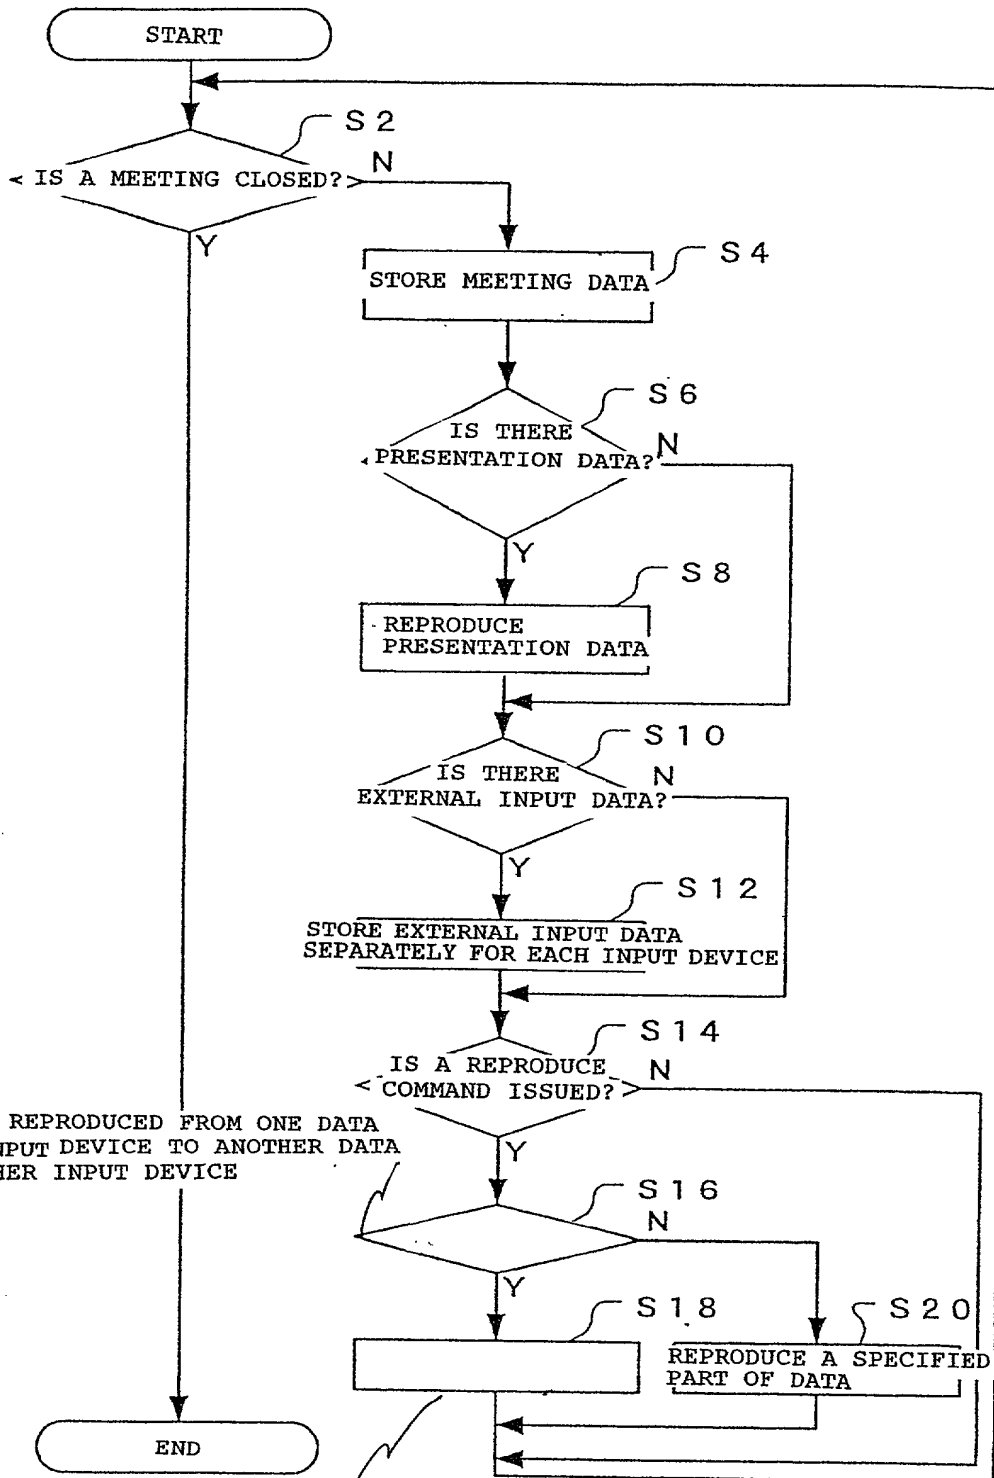 START
S2
IS A MEETING CLOSED?
N
Y
S4
STORE MEETING DATA
S6
IS THERE
PRESENTATION DATA?
N
Y
S8
REPRODUCE
PRESENTATION DATA
S10
IS THERE
EXTERNAL INPUT DATA?
N
Y
S12
STORE EXTERNAL INPUT DATA
SEPARATELY FOR EACH INPUT DEVICE
S14
IS A REPRODUCE
COMMAND ISSUED?
N
Y
REPRODUCED FROM ONE DATA
DEVICE TO ANOTHER DATA
INPUT DEVICE
S16
N
Y
S18
S20
REPRODUCE A SPECIFIED
PART OF DATA
END